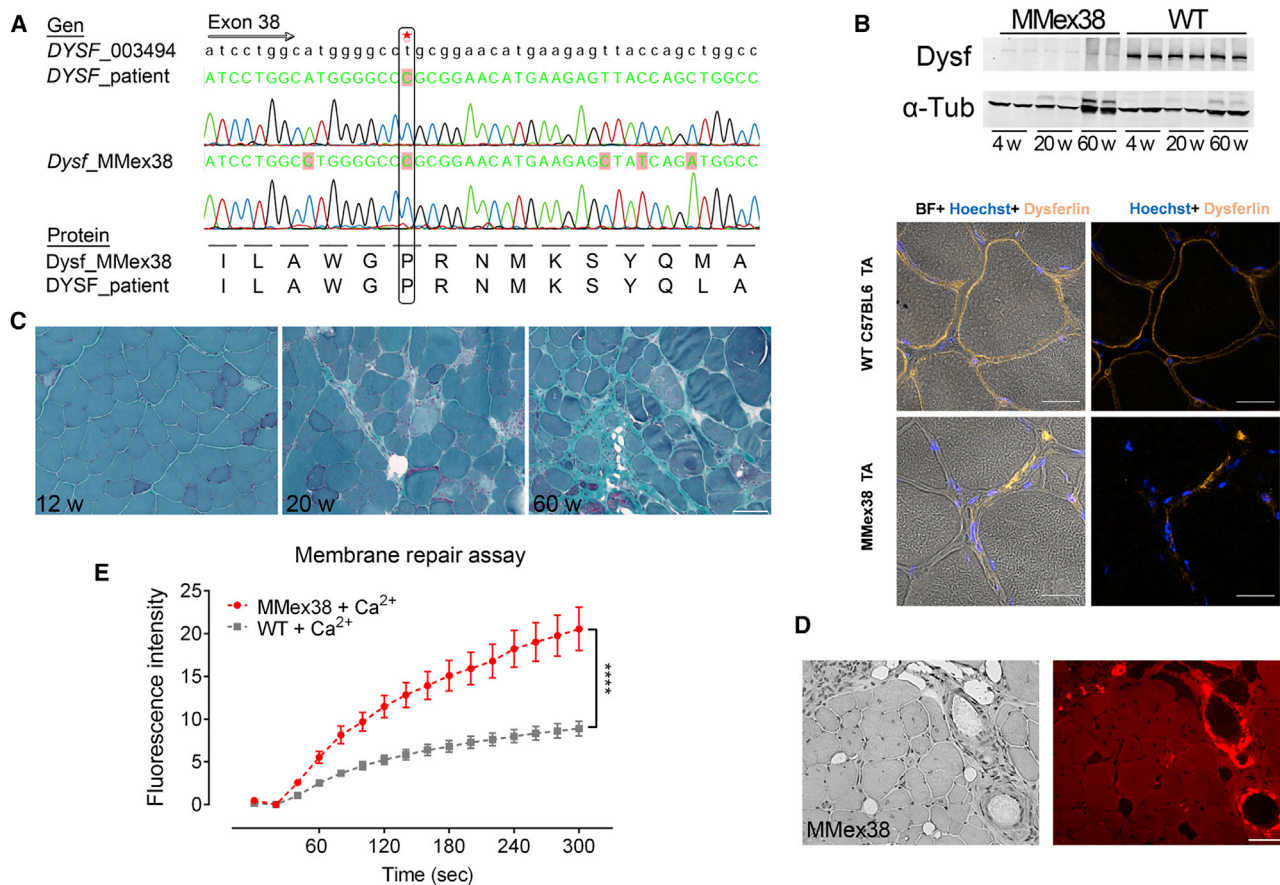 A
Gen
Exon 38
DYSF_003494
a t c c t g g c a t g g g g c c t g c g g a a c a t g a a g a g t t a c c a g c t g g c c
DYSF_patient
ATCCTGGCATGGGGCCCGCGGAACATGAAGAGTTACCAGCTGGCC
Dysf_MMex38
ATCCTGGCCTGGGGCCCGCGGAACATGAAGAGCTATCAGATGGCC
Protein
Dysf_MMex38
I L A W G P R N M K S Y Q M A
DYSF_patient
I L A W G P R N M K S Y Q L A
B
MMex38 WT
Dysf
α-Tub
4 w 20 w 60 w 4 w 20 w 60 w
BF+ Hoechst+ Dysferlin
Hoechst+ Dysferlin
WT C57BL6 TA
MMex38 TA
C
12 w
20 w
60 w
D
MMex38
E
Membrane repair assay
MMex38 + Ca²⁺
WT + Ca²⁺
Fluorescence intensity
25
20
15
10
5
0
****
60 120 180 240 300
Time (sec)